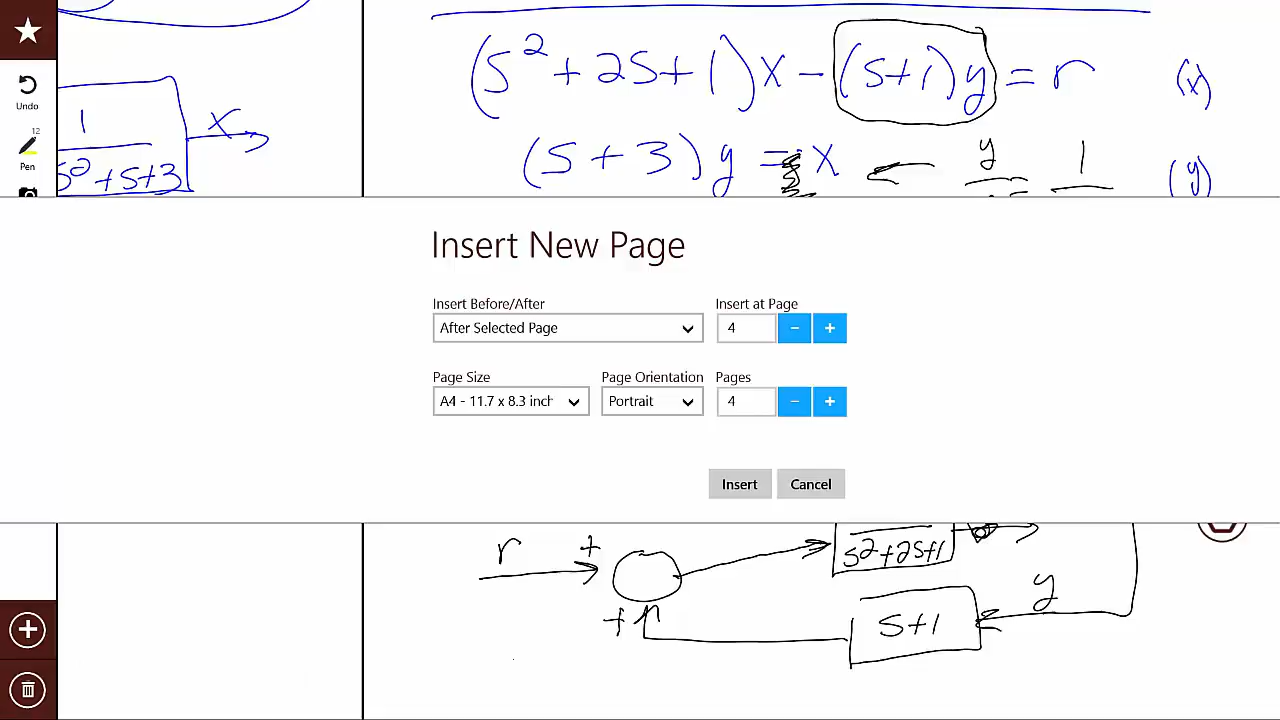 Undo
12
Pen
1
s²+s+3
x
(s²+2s+1)x-(s+1)y=r (x)
(s+3)y = x
y 1 (y)
Insert New Page
Insert Before/After Insert at Page
After Selected Page 4 - +
Page Size Page Orientation Pages
A4 - 11.7 x 8.3 inch Portrait 4 - +
Insert Cancel
r + s²+2s+1
y
+ s+1